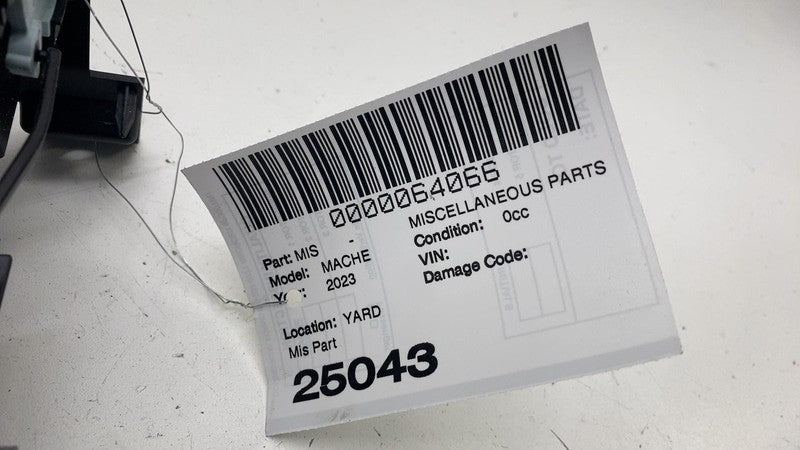 0000064066
Part: MIS - MISCELLANEOUS PARTS
Model: MACHE Condition: 0cc
2023 VIN:
Damage Code:
Location: YARD
Mis Part
25043